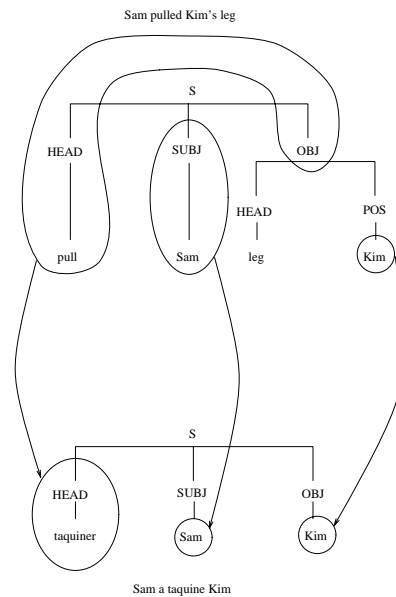 Sam pulled Kim's leg
S
HEAD SUBJ OBJ
HEAD POS
pull Sam leg Kim
S
HEAD SUBJ OBJ
taquiner Sam Kim
Sam a taquine Kim